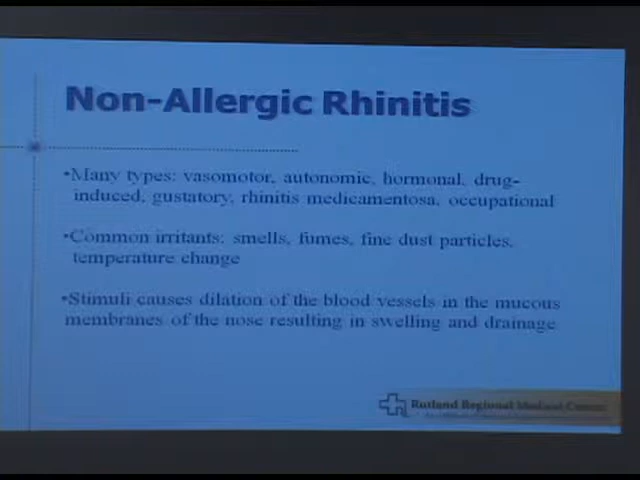 Non-Allergic Rhinitis
•Many types: vasomotor, autonomic, hormonal, drug-
induced, gustatory, rhinitis medicamentosa, occupational
•Common irritants: smells, fumes, fine dust particles,
temperature change
•Stimuli causes dilation of the blood vessels in the mucous
membranes of the nose resulting in swelling and drainage
Rutland Regional Medical Center